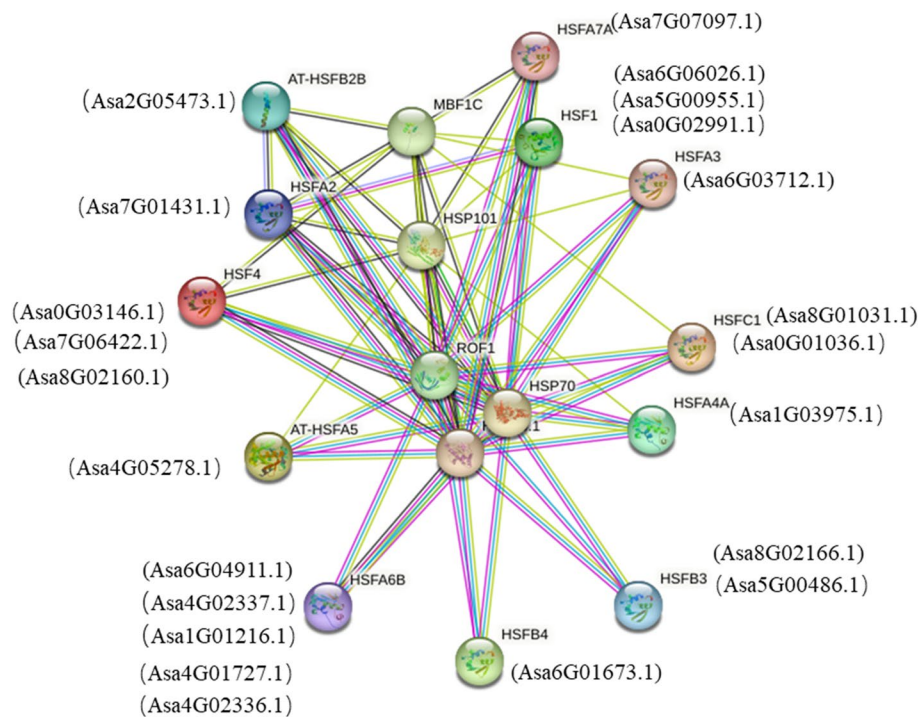 HSFA7A (Asa7G07097.1)
AT-HSFB2B
(Asa2G05473.1)
MBF1C
HSF1
(Asa6G06026.1)
(Asa5G00955.1)
(Asa0G02991.1)
HSFA3
(Asa6G03712.1)
HSFA2
(Asa7G01431.1)
HSP101
HSF4
(Asa0G03146.1)
(Asa7G06422.1)
(Asa8G02160.1)
HSFC1
(Asa8G01031.1)
(Asa0G01036.1)
ROF1
HSP70
HSFA4A
(Asa1G03975.1)
AT-HSFA5
(Asa4G05278.1)
HSFA6B
(Asa6G04911.1)
(Asa4G02337.1)
(Asa1G01216.1)
(Asa4G01727.1)
(Asa4G02336.1)
HSFB3
(Asa8G02166.1)
(Asa5G00486.1)
HSFB4
(Asa6G01673.1)